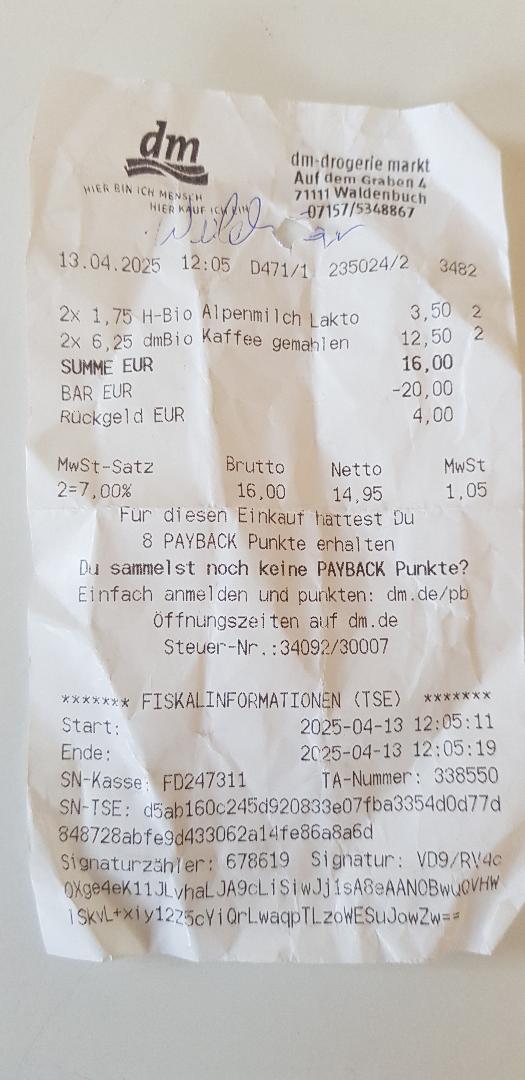 dm
HIER BIN ICH MENSCH
HIER KAUF ICH EIN
dm-drogerie markt
Auf dem Graben 4
71111 Waldenbuch
07157/5348867
13.04.2025 12:05 D471/1 235024/2 3482
2x 1,75 H-Bio Alpenmilch Lakto 3,50 2
2x 6,25 dmBio Kaffee gemahlen 12,50 2
SUMME EUR 16,00
BAR EUR -20,00
Rückgeld EUR 4,00
MwSt-Satz Brutto Netto MwSt
2=7,00% 16,00 14,95 1,05
Für diesen Einkauf hättest Du
8 PAYBACK Punkte erhalten
Du sammelst noch keine PAYBACK Punkte?
Einfach anmelden und punkten: dm.de/pb
Öffnungszeiten auf dm.de
Steuer-Nr.:34092/30007
******* FISKALINFORMATIONEN (TSE) *******
Start: 2025-04-13 12:05:11
Ende: 2025-04-13 12:05:19
SN-Kasse: FD247311 TA-Nummer: 338550
SN-TSE: d5ab160c245d920833e07fba3354d0d77d
848728abfe9d433062a14fe86a8a6d
Signaturzähler: 678619 Signatur: VD9/RV4c